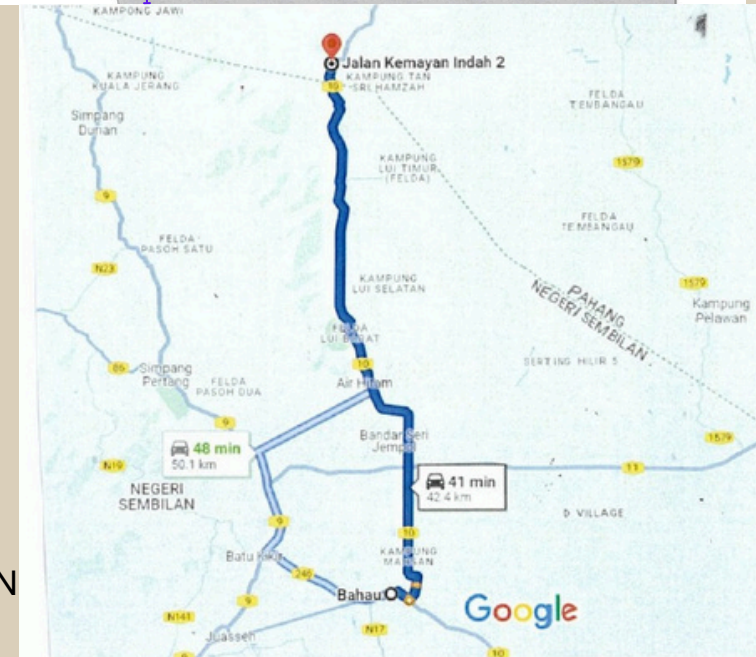 KAMPONG JAWI
Jalan Kemayan Indah 2
KAMPUNG TAN
SRI HAMZAH
10
KAMPUNG
KUALA JERANG
FELDA
TEMBANGAU
Simpang
Durian
KAMPUNG
LUI TIMUR
(FELDA)
1579
9
FELDA
TEMBANGAU
FELDA
PASOH SATU
N23
KAMPUNG
LUI SELATAN
1579
PAHANG
NEGERI SEMBILAN
Kampung
Pelawan
FELDA
LUI BARAT
SERTING HILIR 5
86
Simpang
Pertang
10
FELDA
PASOH DUA
Air Hitam
9
Bandar Seri
Jempol
1579
48 min
50.1 km
N19
11
41 min
42.4 km
NEGERI
SEMBILAN
D VILLAGE
9
10
Batu Kikir
KAMPUNG
246
N
Bahau
Google
9
N141
N17
Juasseh
10